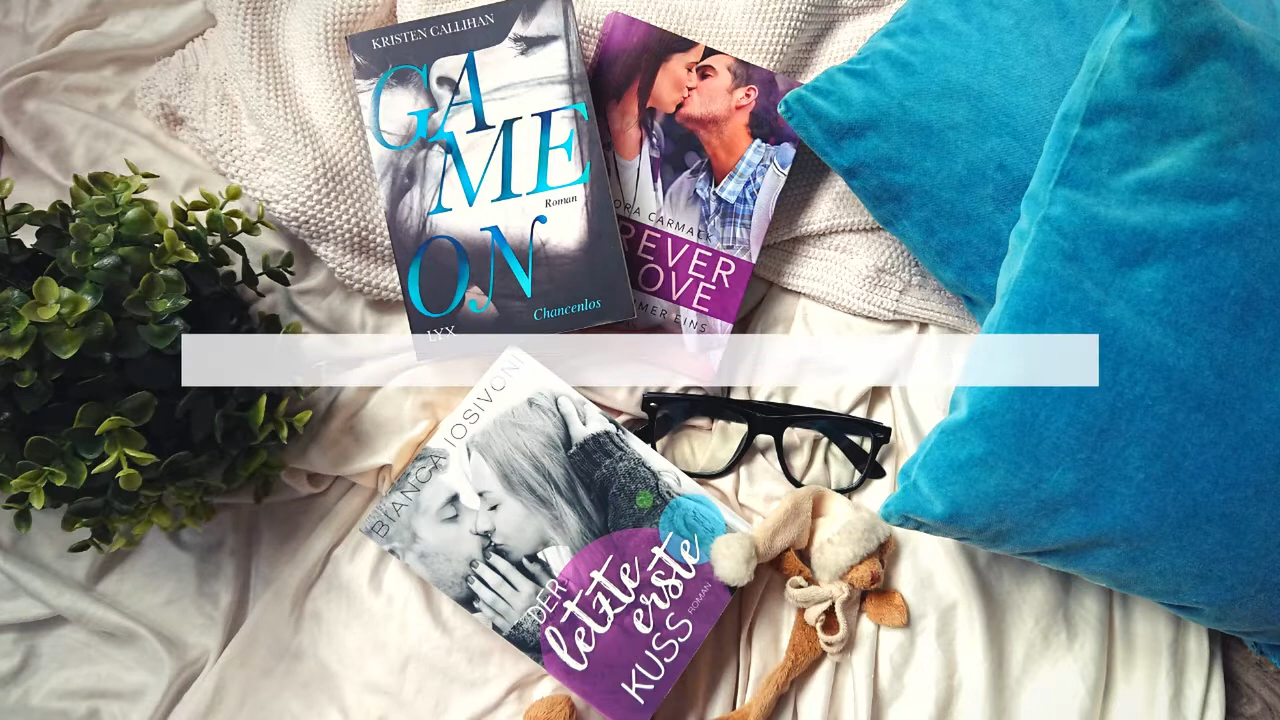 KRISTEN CALLIHAN
GAME
ON
Roman
Chancenlos
LYX
ORA CARMACK
REVER
OVE
MER EINS
BIANCA IOSIVONI
DER
letzte
erste
KUSS
ROMAN